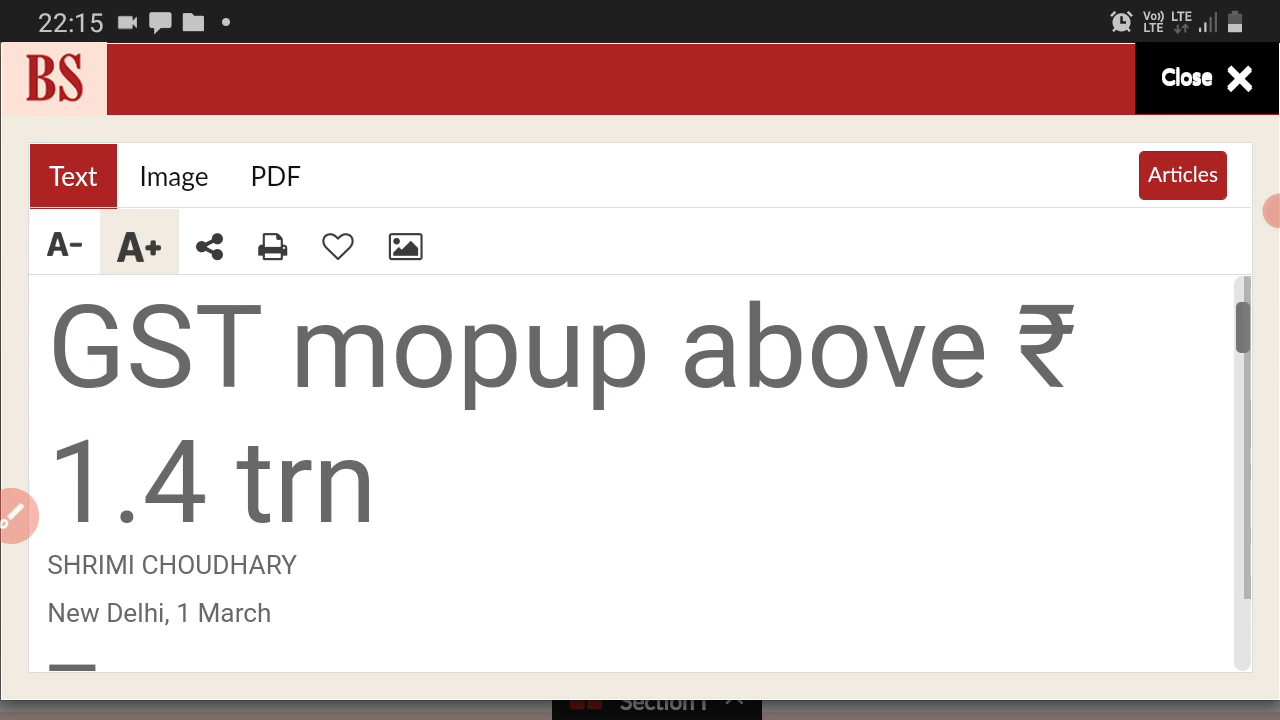 22:15
Vo)) LTE
LTE
BS
Close
Text Image PDF Articles
A- A+
GST mopup above ₹
1.4 trn
SHRIMI CHOUDHARY
New Delhi, 1 March
Section I